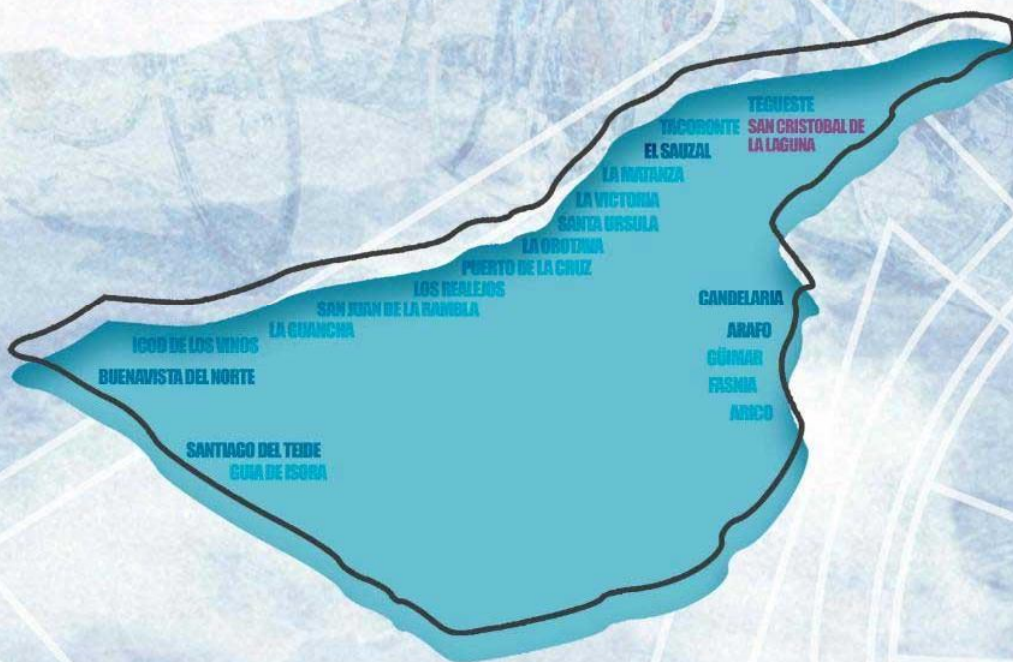 TEGUESTE
TACORONTE
SAN CRISTOBAL DE
LA LAGUNA
EL SAUZAL
LA MATANZA
LA VICTORIA
SANTA URSULA
LA OROTAVA
PUERTO DE LA CRUZ
LOS REALEJOS
SAN JUAN DE LA RAMBLA
LA GUANCHA
ICOD DE LOS VINOS
BUENAVISTA DEL NORTE
SANTIAGO DEL TEIDE
GUIA DE ISORA
CANDELARIA
ARAFO
GÜIMAR
FASNIA
ARICO